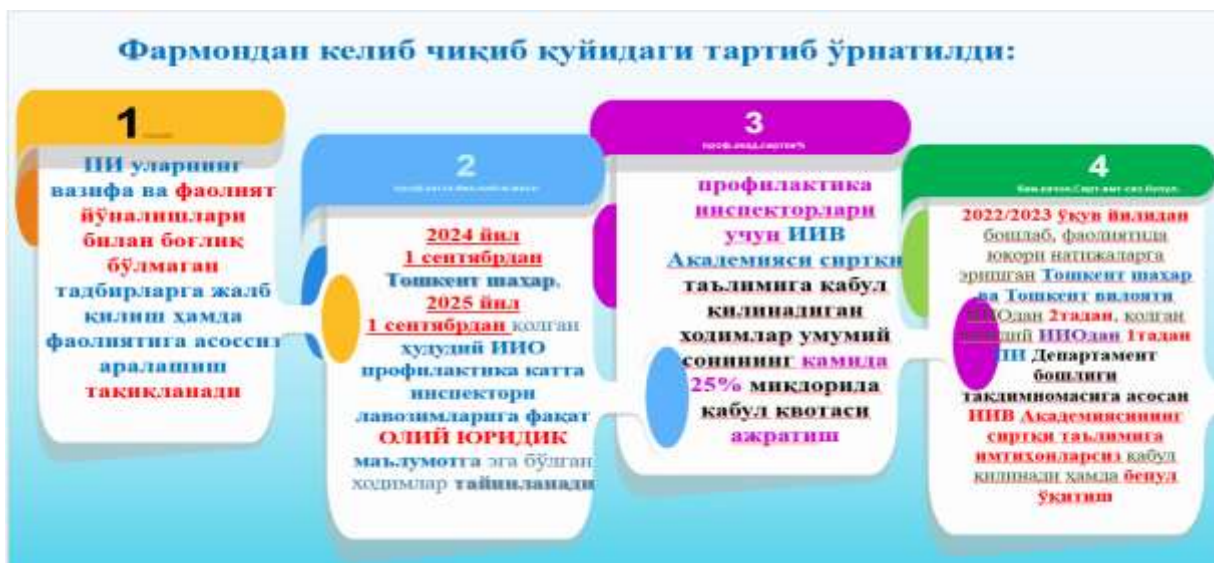 Фармондан келиб чиқиб қуйидаги тартиб ўрнатилди:
1
ПИ уларнинг
вазифа ва фаолият
йўналишлари
билан боғлиқ
бўлмаган
тадбирларга жалб
қилиш ҳамда
фаолиятига асоссиз
аралашиш
тақиқланади
2
2024 йил
1 сентябрдан
Тошкент шаҳар,
2025 йил
1 сентябрдан қолган
ҳудудий ИИО
профилактика катта
инспектори
лавозимларига фақат
ОЛИЙ ЮРИДИК
маълумотга эга бўлган
ходимлар тайинланади
3
профилактика
инспекторлари
учун ИИВ
Академияси сиртқи
таълимига қабул
қилинадиган
ходимлар умумий
сонининг камида
25% миқдорида
қабул квотаси
ажратиш
4
2022/2023 ўқув йилидан
бошлаб, фаолиятида
юқори натижаларга
эришган Тошкент шаҳар
ва Тошкент вилояти
ИИОдан 2тадан, қолган
ИИОдан 1тадан
ПИ Департамент
бошлиғи
тақдимномасига асосан
ИИВ Академиясининг
сиртқи таълимига
имтиҳонларсиз қабул
қилинади ҳамда бепул
ўқитиш